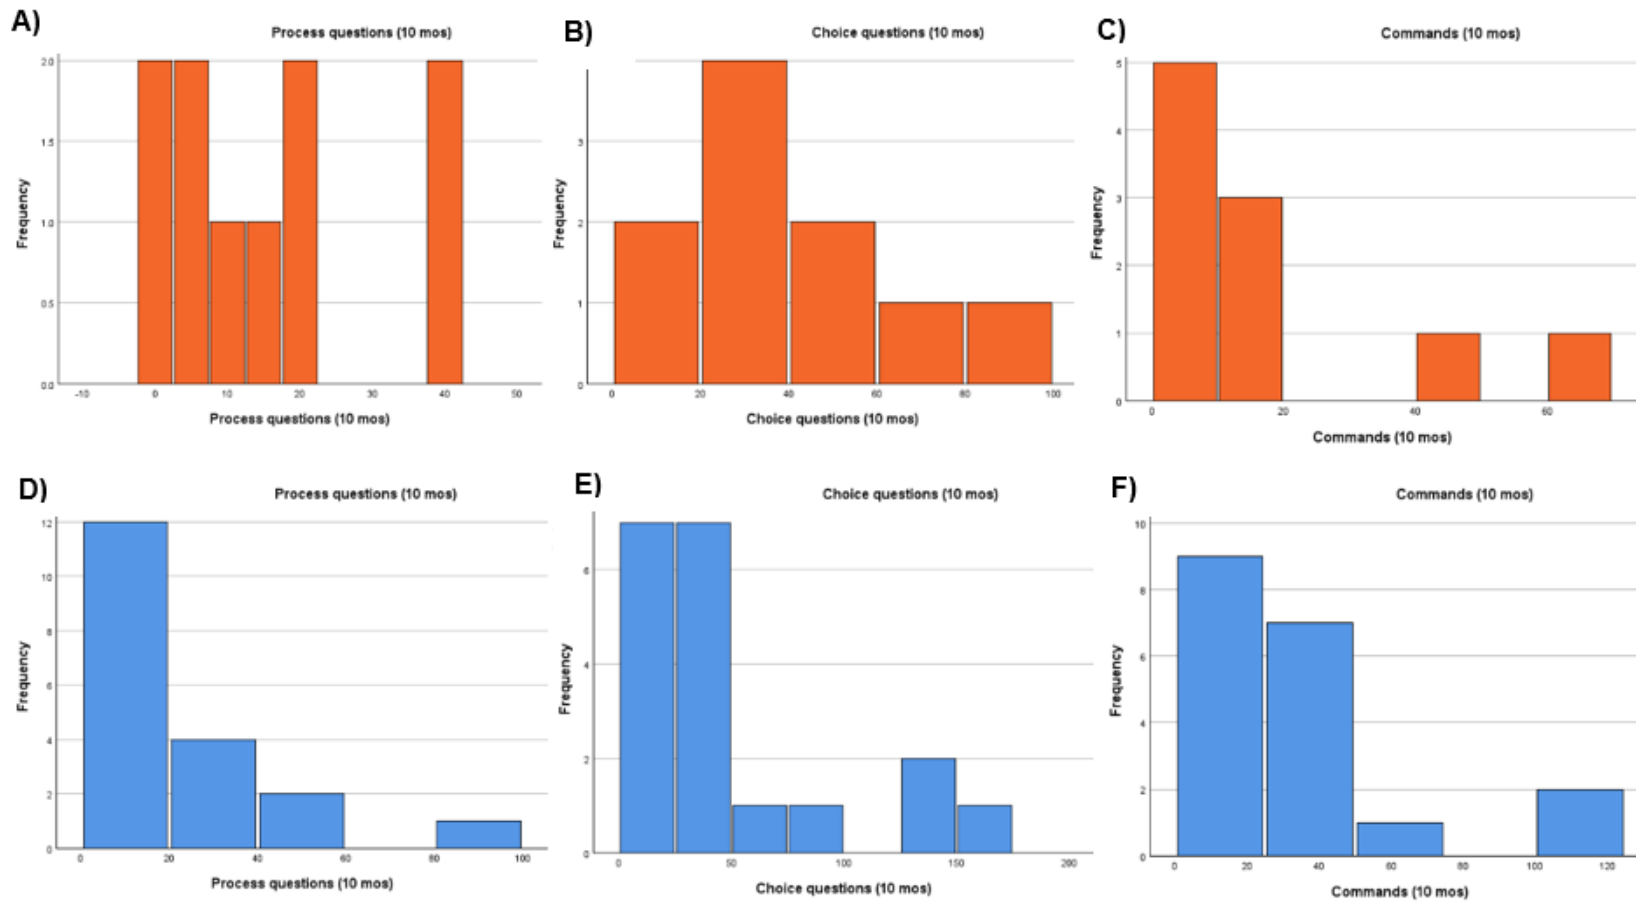 A)
Process questions (10 mos)
Frequency
2.0
1.5
1.0
0.5
0.0
-10 0 10 20 30 40 50
Process questions (10 mos)
B)
Choice questions (10 mos)
Frequency
3
2
1
0
0 20 40 60 80 100
Choice questions (10 mos)
C)
Commands (10 mos)
Frequency
5
4
3
2
1
0
0 20 40 60
Commands (10 mos)
D)
Process questions (10 mos)
Frequency
12
10
8
6
4
2
0
0 20 40 60 80 100
Process questions (10 mos)
E)
Choice questions (10 mos)
Frequency
6
4
2
0
0 50 100 150 200
Choice questions (10 mos)
F)
Commands (10 mos)
Frequency
10
8
6
4
2
0
0 20 40 60 80 100 120
Commands (10 mos)